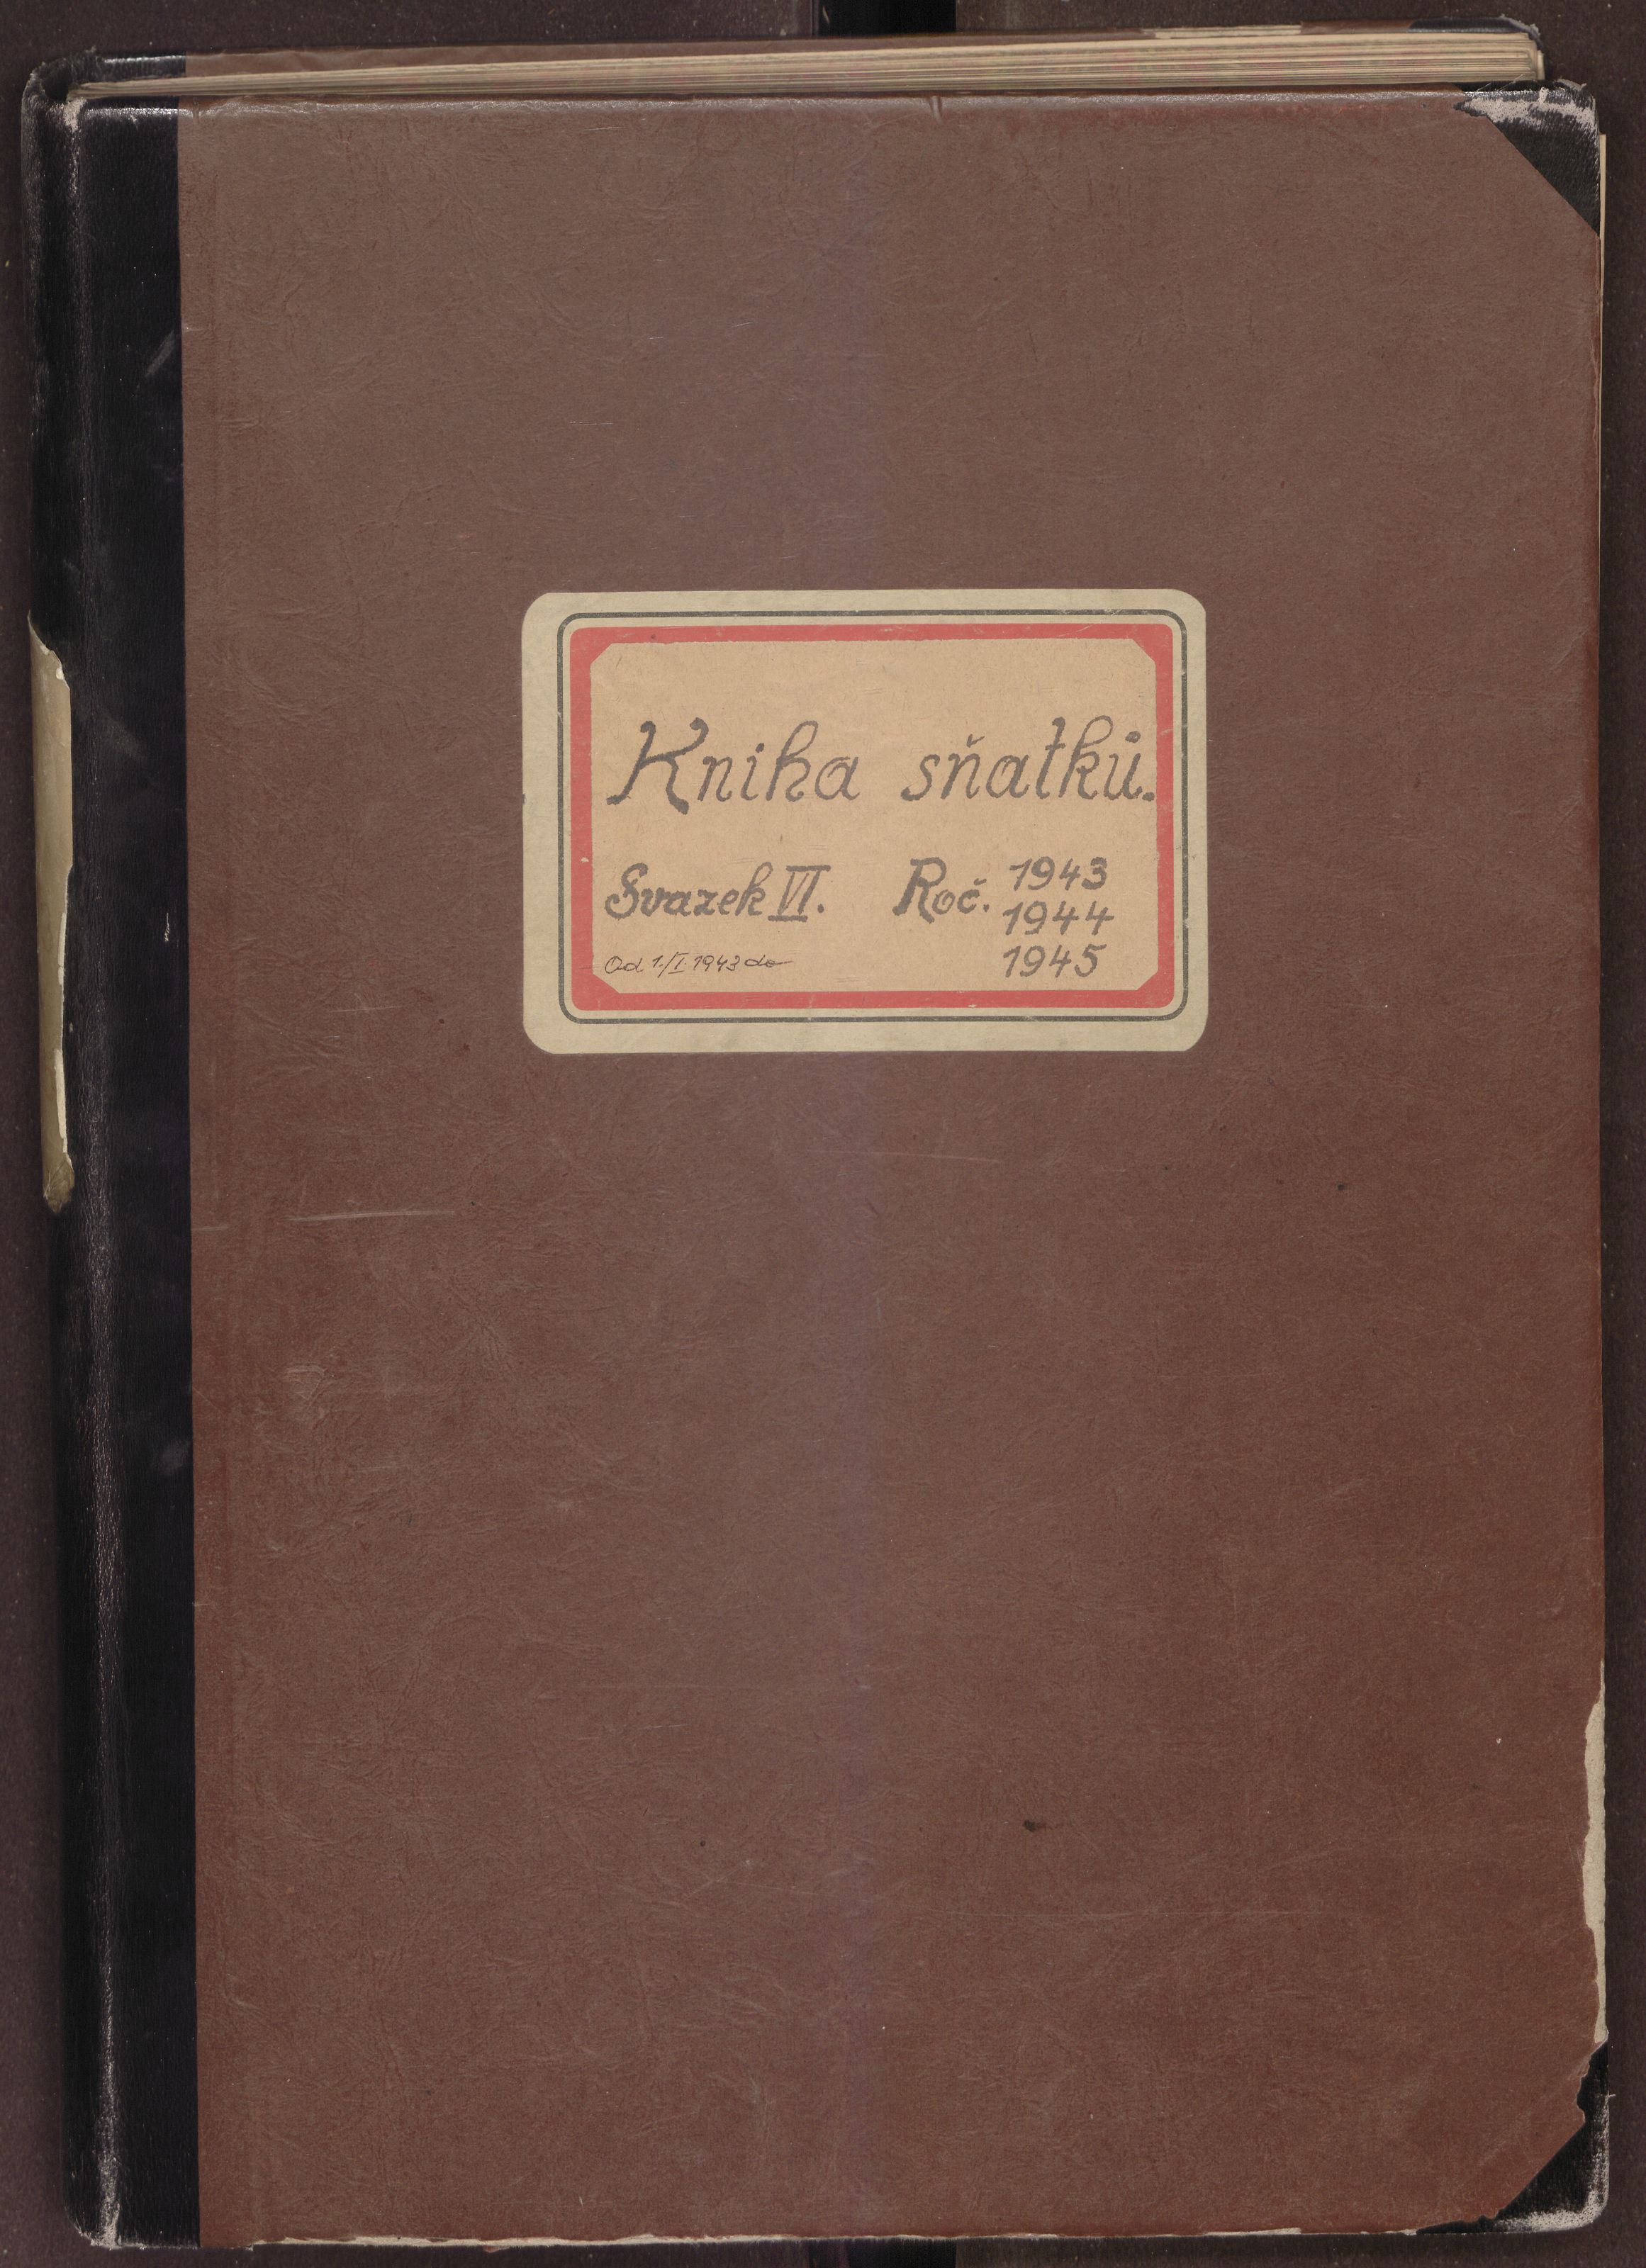 Kniha sňatků.
Svazek VI. Roč. 1943
1944
1945
Od 1./I. 1943 do